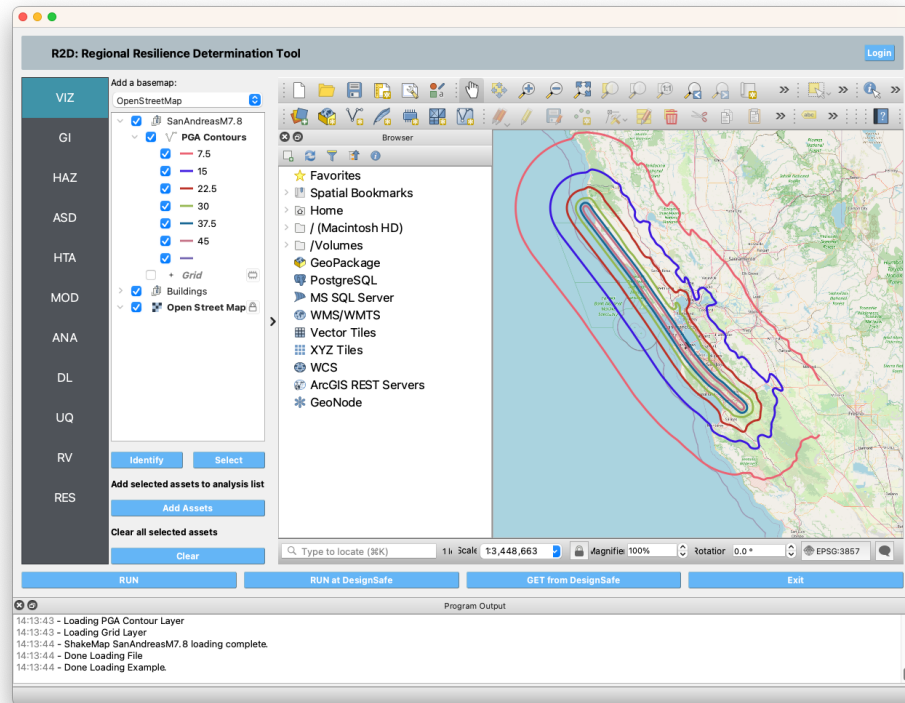 R2D: Regional Resilience Determination Tool
Login
VIZ
GI
HAZ
ASD
HTA
MOD
ANA
DL
UQ
RV
RES
Add a basemap:
OpenStreetMap
SanAndreasM7.8
PGA Contours
7.5
15
22.5
30
37.5
45
Grid
Buildings
Open Street Map
Identify
Select
Add selected assets to analysis list
Add Assets
Clear all selected assets
Clear
Browser
Favorites
Spatial Bookmarks
Home
/ (Macintosh HD)
/Volumes
GeoPackage
PostgreSQL
MS SQL Server
WMS/WMTS
Vector Tiles
XYZ Tiles
WCS
ArcGIS REST Servers
GeoNode
Type to locate (⌘K)
Scale 1:3,448,663 Magnifie 100% Rotation 0.0 ° EPSG:3857
RUN
RUN at DesignSafe
GET from DesignSafe
Exit
Program Output
14:13:43 - Loading PGA Contour Layer
14:13:43 - Loading Grid Layer
14:13:44 - ShakeMap SanAndreasM7.8 loading complete.
14:13:44 - Done Loading File
14:13:44 - Done Loading Example.